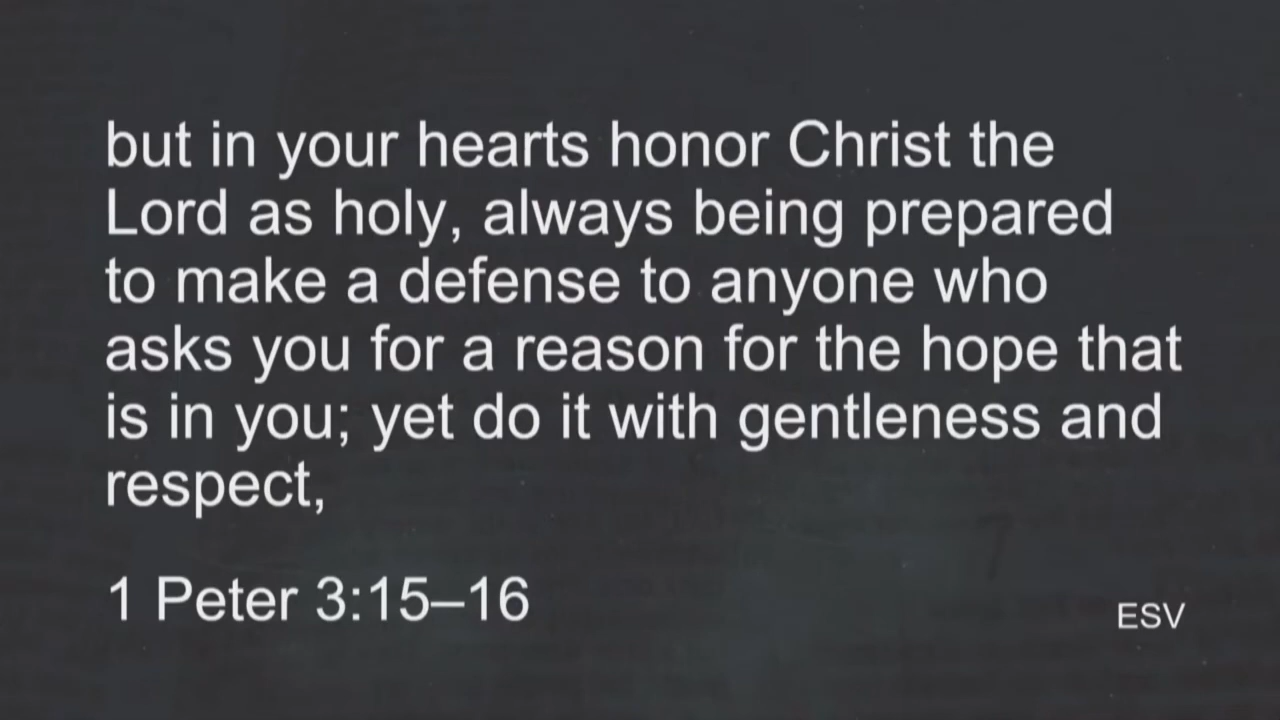 but in your hearts honor Christ the
Lord as holy, always being prepared
to make a defense to anyone who
asks you for a reason for the hope that
is in you; yet do it with gentleness and
respect,
1 Peter 3:15–16
ESV